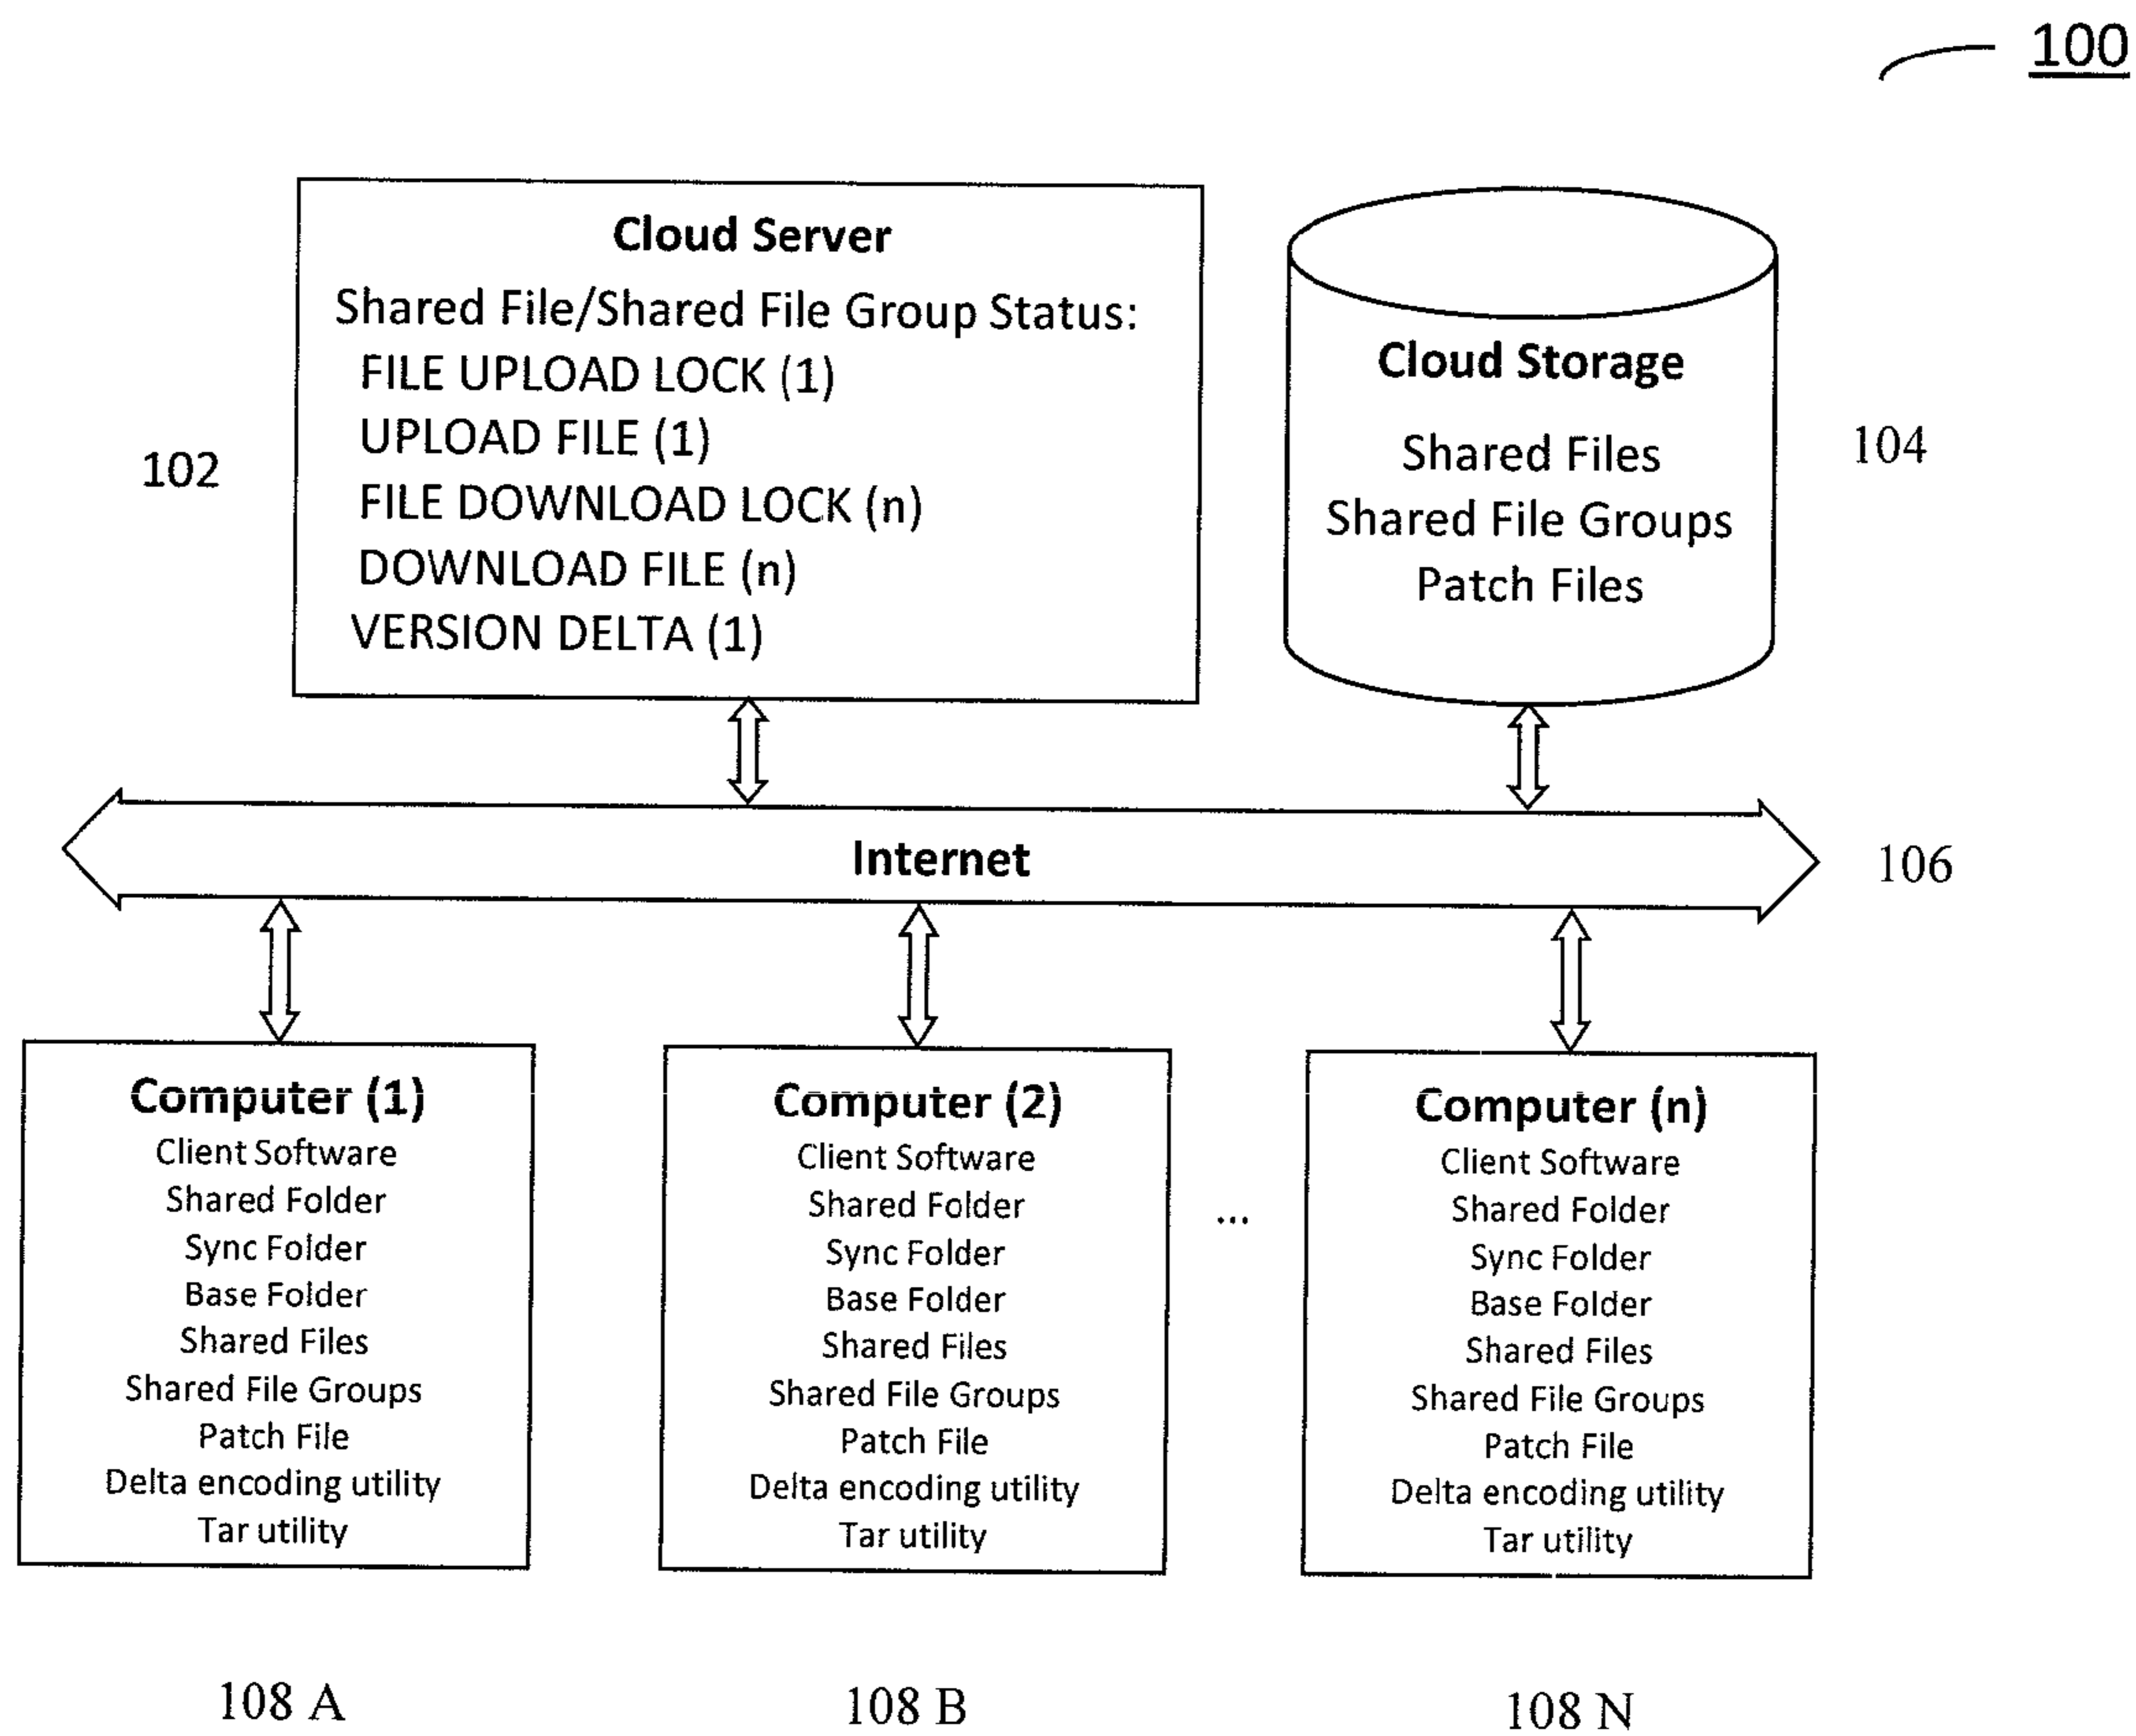 100
Cloud Server
Shared File/Shared File Group Status:
FILE UPLOAD LOCK (1)
UPLOAD FILE (1)
FILE DOWNLOAD LOCK (n)
DOWNLOAD FILE (n)
VERSION DELTA (1)
102
Cloud Storage
Shared Files
Shared File Groups
Patch Files
104
Internet
106
Computer (1)
Client Software
Shared Folder
Sync Folder
Base Folder
Shared Files
Shared File Groups
Patch File
Delta encoding utility
Tar utility
Computer (2)
Client Software
Shared Folder
Sync Folder
Base Folder
Shared Files
Shared File Groups
Patch File
Delta encoding utility
Tar utility
...
Computer (n)
Client Software
Shared Folder
Sync Folder
Base Folder
Shared Files
Shared File Groups
Patch File
Delta encoding utility
Tar utility
108 A
108 B
108 N